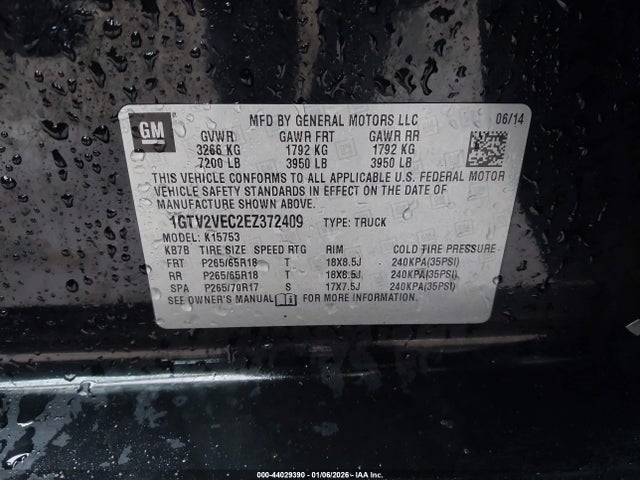 GM
MFD BY GENERAL MOTORS LLC 06/14
GVWR GAWR FRT GAWR RR
3266 KG 1792 KG 1792 KG
7200 LB 3950 LB 3950 LB
THIS VEHICLE CONFORMS TO ALL APPLICABLE U.S. FEDERAL MOTOR
VEHICLE SAFETY STANDARDS IN EFFECT ON THE DATE OF
MANUFACTURE SHOWN ABOVE.
1GTV2VEC2EZ372409 TYPE: TRUCK
MODEL: K15753
KB7B TIRE SIZE SPEED RTG RIM COLD TIRE PRESSURE
FRT P265/65R18 T 18X8.5J 240KPA(35PSI)
RR P265/65R18 T 18X8.5J 240KPA(35PSI)
SPA P265/70R17 S 17X7.5J 240KPA(35PSI)
SEE OWNER'S MANUAL FOR MORE INFORMATION.
000-44029390 - 01/06/2026 - IAA Inc.